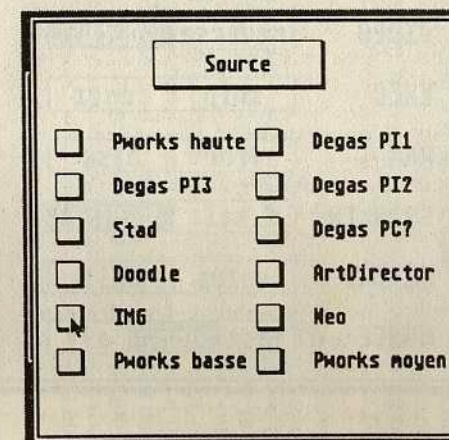 Source
Pworks haute Degas PI1
Degas PI3 Degas PI2
Stad Degas PC?
Doodle ArtDirector
IMG Neo
Pworks basse Pworks moyen